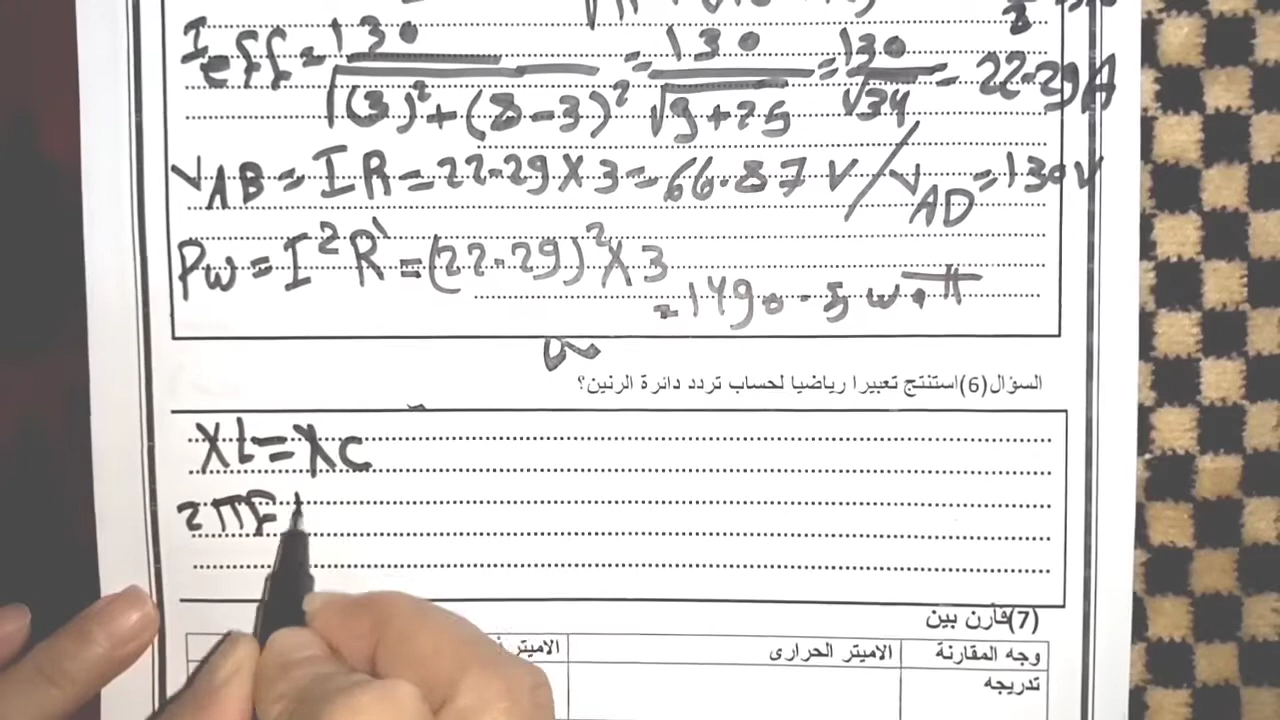 Ieff = 130 / √(3)²+(8-3)² = 130 / √9+25 = 130 / √34 = 22.29A
VAB = IR = 22.29 X 3 = 66.87 V / VAD = 130 V
Pw = I²R = (22.29)² X 3
= 1490.5 w
السؤال(6)استنتج تعبيرا رياضيا لحساب تردد دائرة الرنين؟
XL = XC
2πF
(7)قارن بين
وجه المقارنة الاميتر الحرارى الاميتر
تدريجه